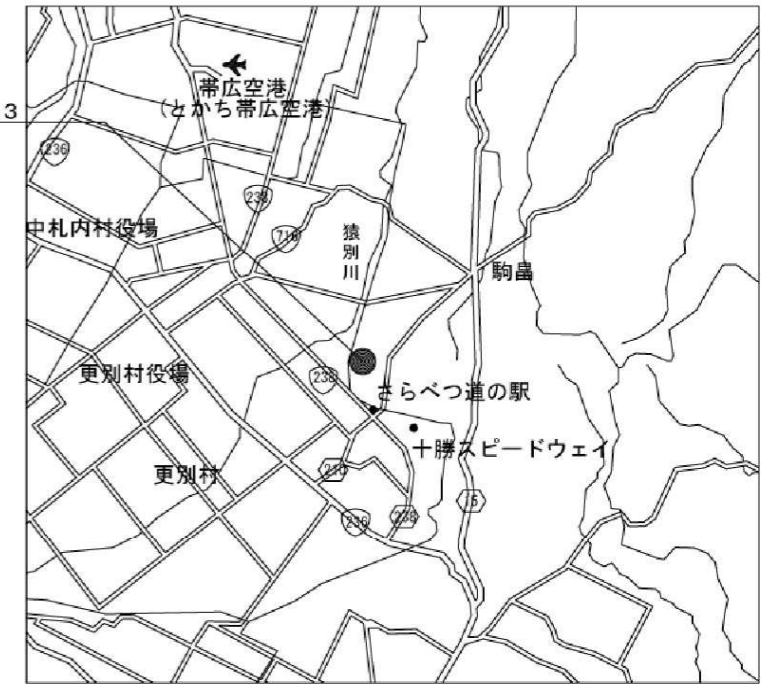 帯広空港
(とかち帯広空港)
3
236
238
中札内村役場
716
猿別川
駒畠
更別村役場
238
さらべつ道の駅
十勝スピードウェイ
更別村
210
15
236
238